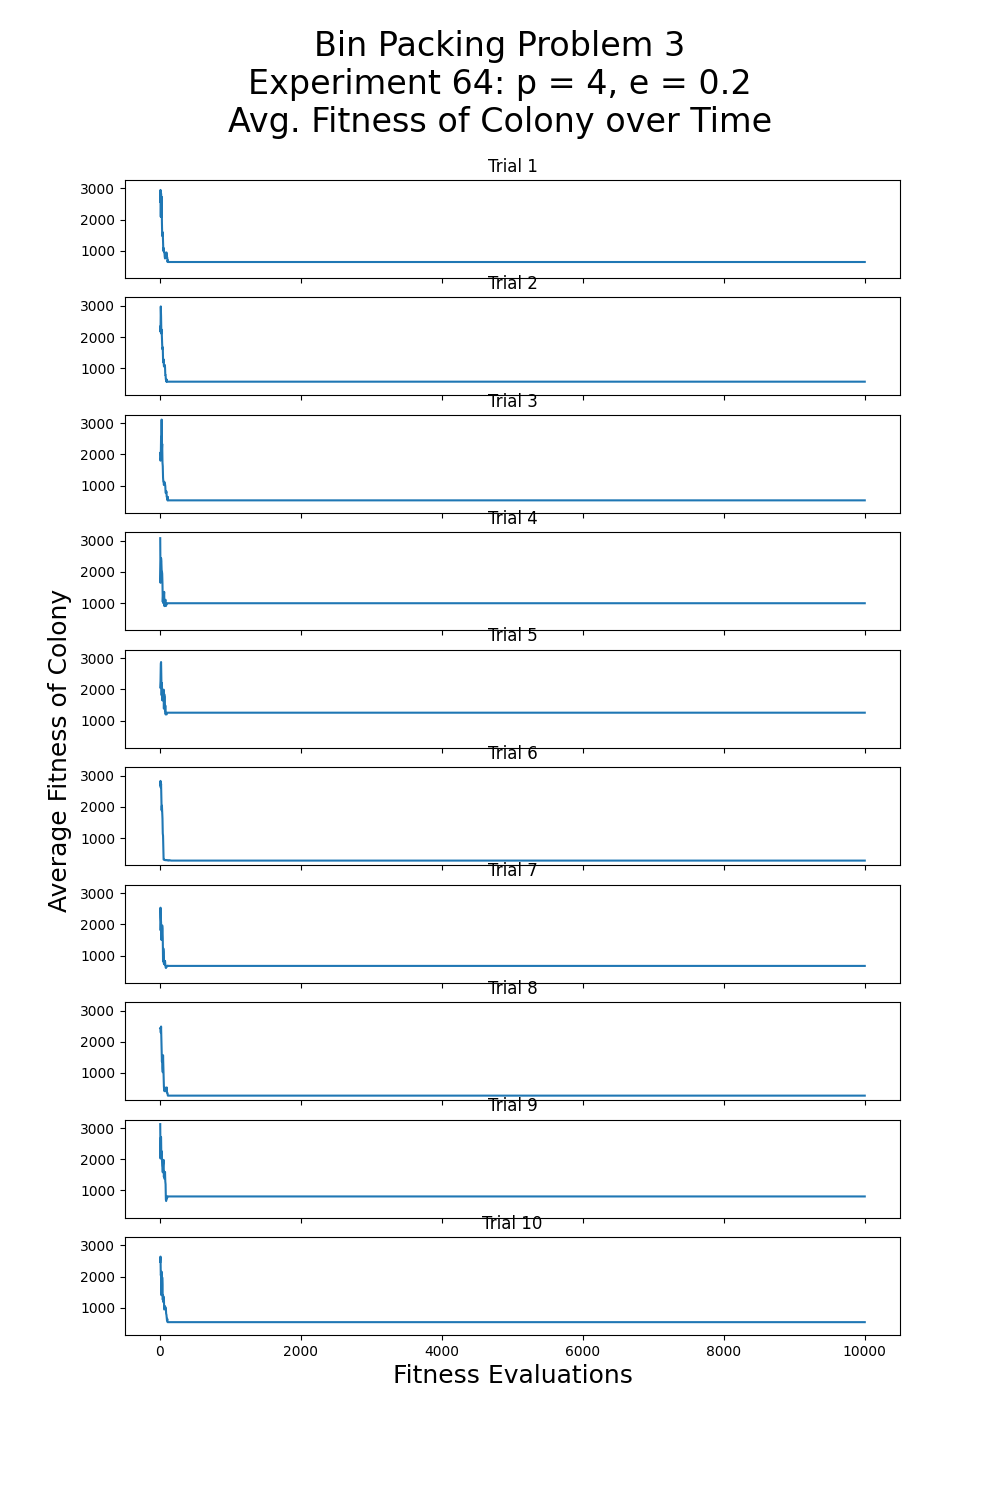 Bin Packing Problem 3
Experiment 64: p = 4, e = 0.2
Avg. Fitness of Colony over Time
Trial 1
3000
2000
1000
Trial 2
3000
2000
1000
Trial 3
3000
2000
1000
Trial 4
3000
2000
1000
Trial 5
3000
2000
1000
Trial 6
3000
2000
1000
Trial 7
3000
2000
1000
Trial 8
3000
2000
1000
Trial 9
3000
2000
1000
Trial 10
3000
2000
1000
0 2000 4000 6000 8000 10000
Fitness Evaluations
Average Fitness of Colony